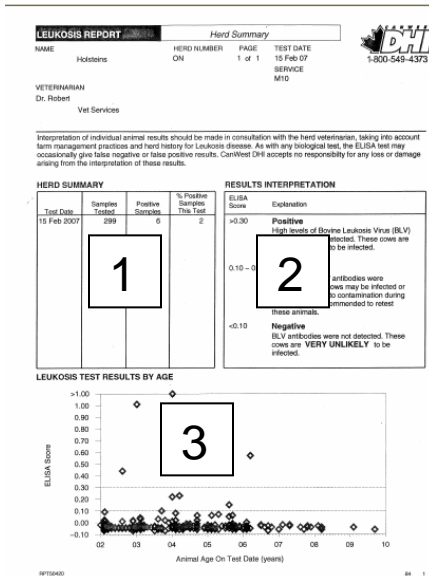 LEUKOSIS REPORT
Herd Summary
CANWEST
DHI
1-800-549-4373
NAME
Holsteins
HERD NUMBER
ON
PAGE
1 of 1
TEST DATE
15 Feb 07
SERVICE
M10
VETERINARIAN
Dr. Robert
Vet Services
Interpretation of individual animal results should be made in consultation with the herd veterinarian, taking into account
farm management practices and herd history for Leukosis disease. As with any biological test, the ELISA test may
occasionally give false negative or false positive results. CanWest DHI accepts no responsibility for any loss or damage
arising from the interpretation of these results.
HERD SUMMARY
Test Date
Samples
Tested
Positive
Samples
% Positive
Samples
This Test
15 Feb 2007 299 6 2
1
RESULTS INTERPRETATION
ELISA
Score
Explanation
>0.30 Positive
High levels of Bovine Leukosis Virus (BLV)
etected. These cows are
to be infected.
0.10 – 0
antibodies were
ows may be infected or
to contamination during
ommended to retest
these animals.
2
<0.10 Negative
BLV antibodies were not detected. These
cows are VERY UNLIKELY to be
infected.
LEUKOSIS TEST RESULTS BY AGE
ELISA Score
>1.00
1.00
0.90
0.80
0.70
0.60
0.50
0.40
0.30
0.20
0.10
0.00
-0.10
3
02 03 04 05 06 07 08 09 10
Animal Age On Test Date (years)
RPTS0420
84 1